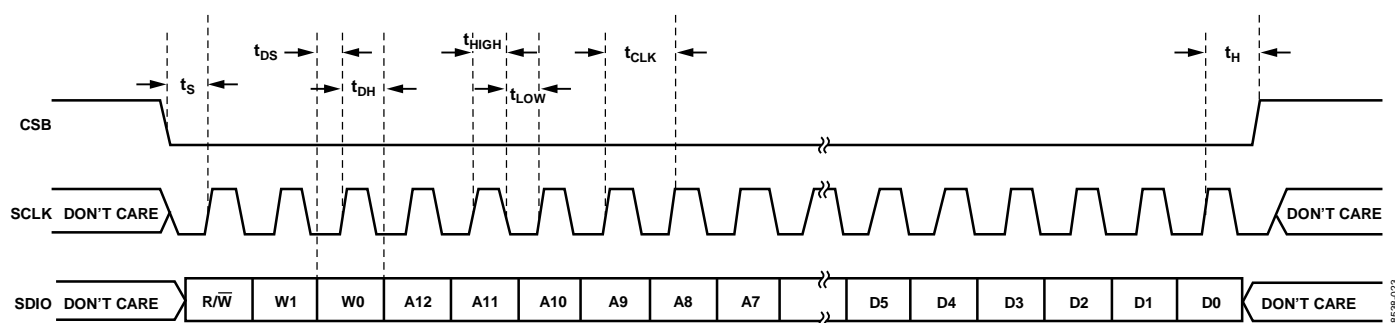 tDS
tHIGH
tCLK
tH
tS
tDH
tLOW
CSB
SCLK DON'T CARE DON'T CARE
SDIO DON'T CARE R/W̅ W1 W0 A12 A11 A10 A9 A8 A7 D5 D4 D3 D2 D1 D0 DON'T CARE